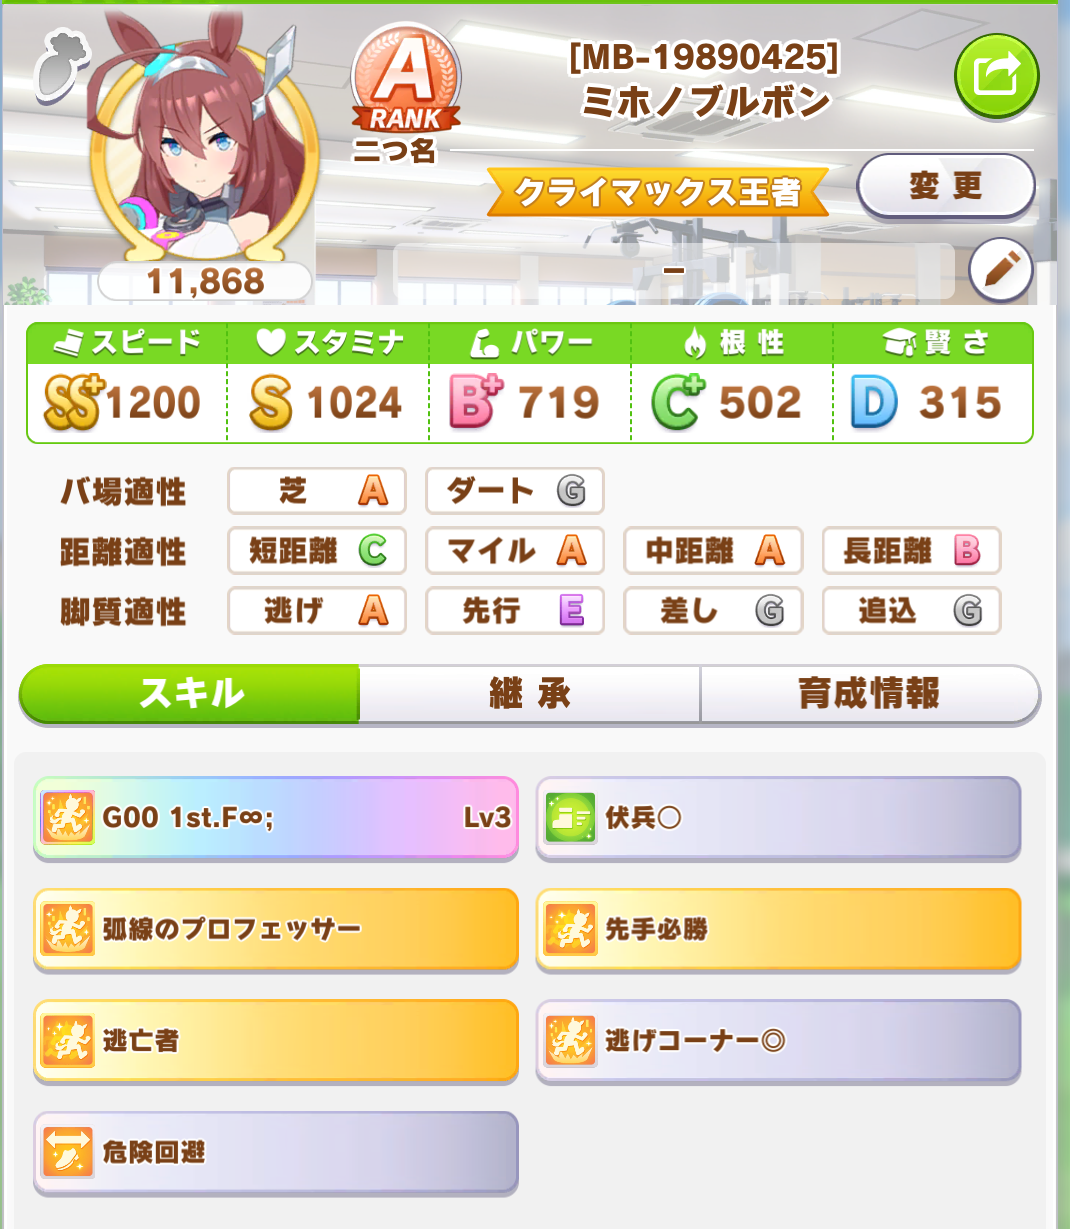 [MB-19890425]
ミホノブルボン
A
RANK
二つ名
クライマックス王者
変更
11,868
–
スピード スタミナ パワー 根性 賢さ
SS+ 1200 S 1024 B+ 719 C+ 502 D 315
バ場適性 芝 A ダート G
距離適性 短距離 C マイル A 中距離 A 長距離 B
脚質適性 逃げ A 先行 E 差し G 追込 G
スキル 継承 育成情報
G00 1st.F∞; Lv3 伏兵○
弧線のプロフェッサー 先手必勝
逃亡者 逃げコーナー◎
危険回避